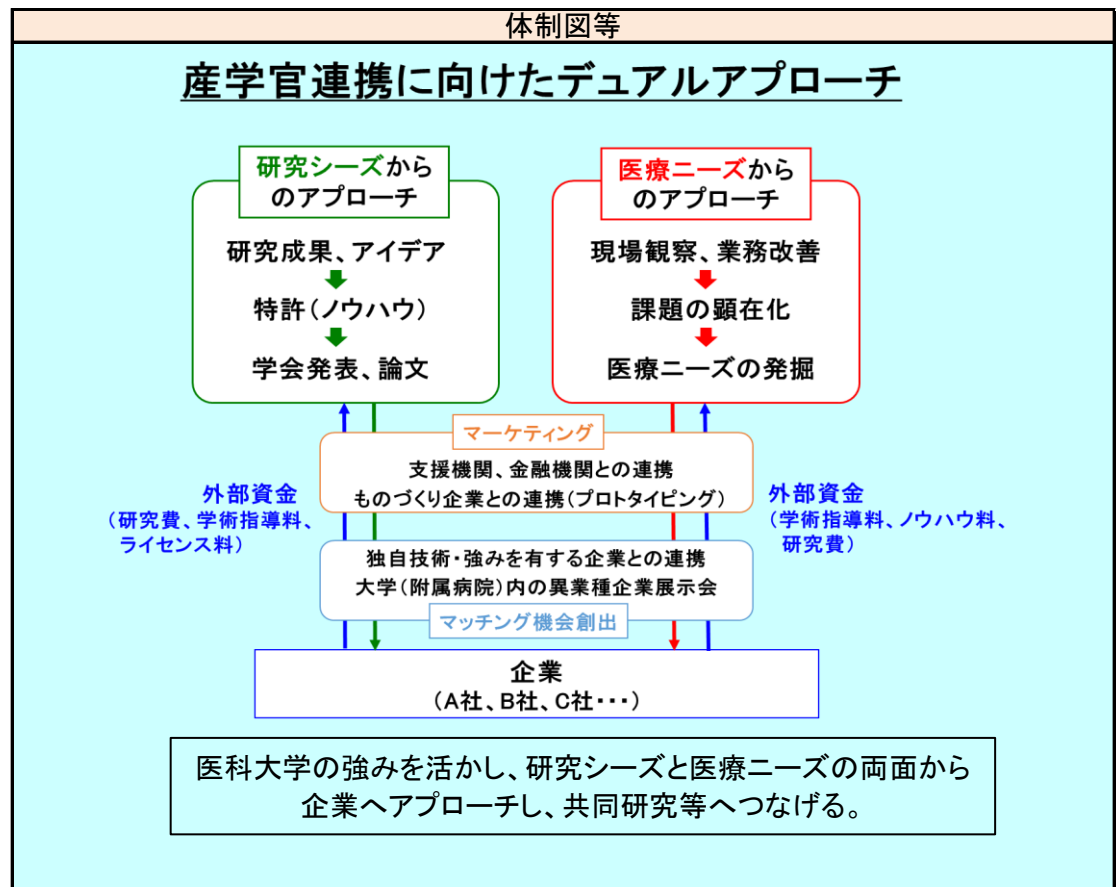 体制図等
産学官連携に向けたデュアルアプローチ
研究シーズから
のアプローチ
研究成果、アイデア
特許(ノウハウ)
学会発表、論文
医療ニーズから
のアプローチ
現場観察、業務改善
課題の顕在化
医療ニーズの発掘
マーケティング
支援機関、金融機関との連携
ものづくり企業との連携(プロトタイピング)
外部資金
(研究費、学術指導料、
ライセンス料)
外部資金
(学術指導料、ノウハウ料、
研究費)
独自技術・強みを有する企業との連携
大学(附属病院)内の異業種企業展示会
マッチング機会創出
企業
(A社、B社、C社・・・)
医科大学の強みを活かし、研究シーズと医療ニーズの両面から
企業へアプローチし、共同研究等へつなげる。